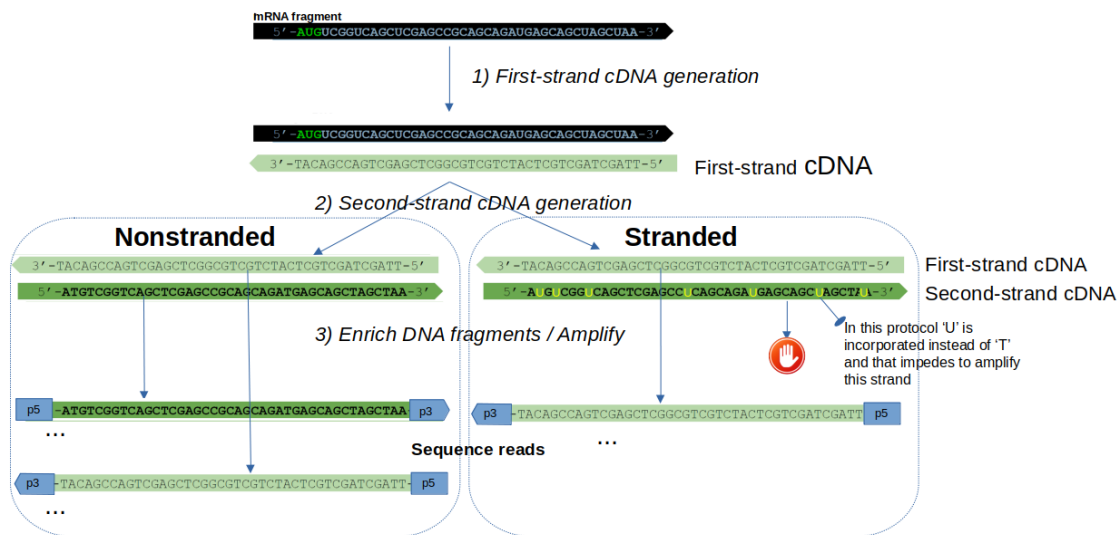 mRNA fragment
5’-AUGUCGGUCAGCUCGAGCCGCAGCAGAUGAGCAGCUAGCUAA-3’
1) First-strand cDNA generation
5’-AUGUCGGUCAGCUCGAGCCGCAGCAGAUGAGCAGCUAGCUAA-3’
3’-TACAGCCAGTCGAGCTCGGCGTCGTCTACTCGTCGATCGATT-5’
First-strand cDNA
2) Second-strand cDNA generation
Nonstranded
Stranded
3’-TACAGCCAGTCGAGCTCGGCGTCGTCTACTCGTCGATCGATT-5’
3’-TACAGCCAGTCGAGCTCGGCGTCGTCTACTCGTCGATCGATT-5’
First-strand cDNA
5’-ATGTCGGTCAGCTCGAGCCGCAGCAGATGAGCAGCTAGCTAA-3’
5’-AUGUCGGUCAGCTCGAGCCUCAGCAGAUGAGCAGCUAGCTAU-3’
Second-strand cDNA
3) Enrich DNA fragments / Amplify
In this protocol ‘U’ is
incorporated instead of ‘T’
and that impedes to amplify
this strand
p5 -ATGTCGGTCAGCTCGAGCCGCAGCAGATGAGCAGCTAGCTAA- p3
p3 -TACAGCCAGTCGAGCTCGGCGTCGTCTACTCGTCGATCGATT p5
...
...
Sequence reads
p3 -TACAGCCAGTCGAGCTCGGCGTCGTCTACTCGTCGATCGATT- p5
...